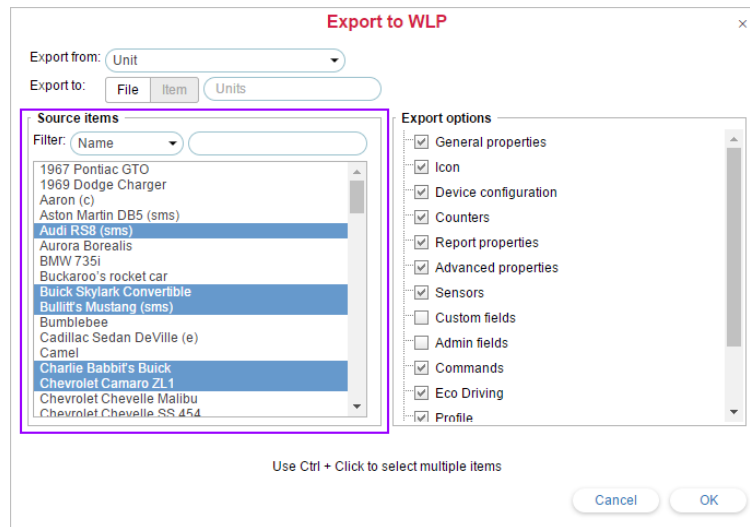 Export to WLP
×
Export from: Unit
Export to: File Item Units
Source items
Filter: Name
1967 Pontiac GTO
1969 Dodge Charger
Aaron (c)
Aston Martin DB5 (sms)
Audi RS8 (sms)
Aurora Borealis
BMW 735i
Buckaroo's rocket car
Buick Skylark Convertible
Bullitt's Mustang (sms)
Bumblebee
Cadillac Sedan DeVille (e)
Camel
Charlie Babbit's Buick
Chevrolet Camaro ZL1
Chevrolet Chevelle Malibu
Chevrolet Chevelle SS 454
Export options
General properties
Icon
Device configuration
Counters
Report properties
Advanced properties
Sensors
Custom fields
Admin fields
Commands
Eco Driving
Profile
Use Ctrl + Click to select multiple items
Cancel OK